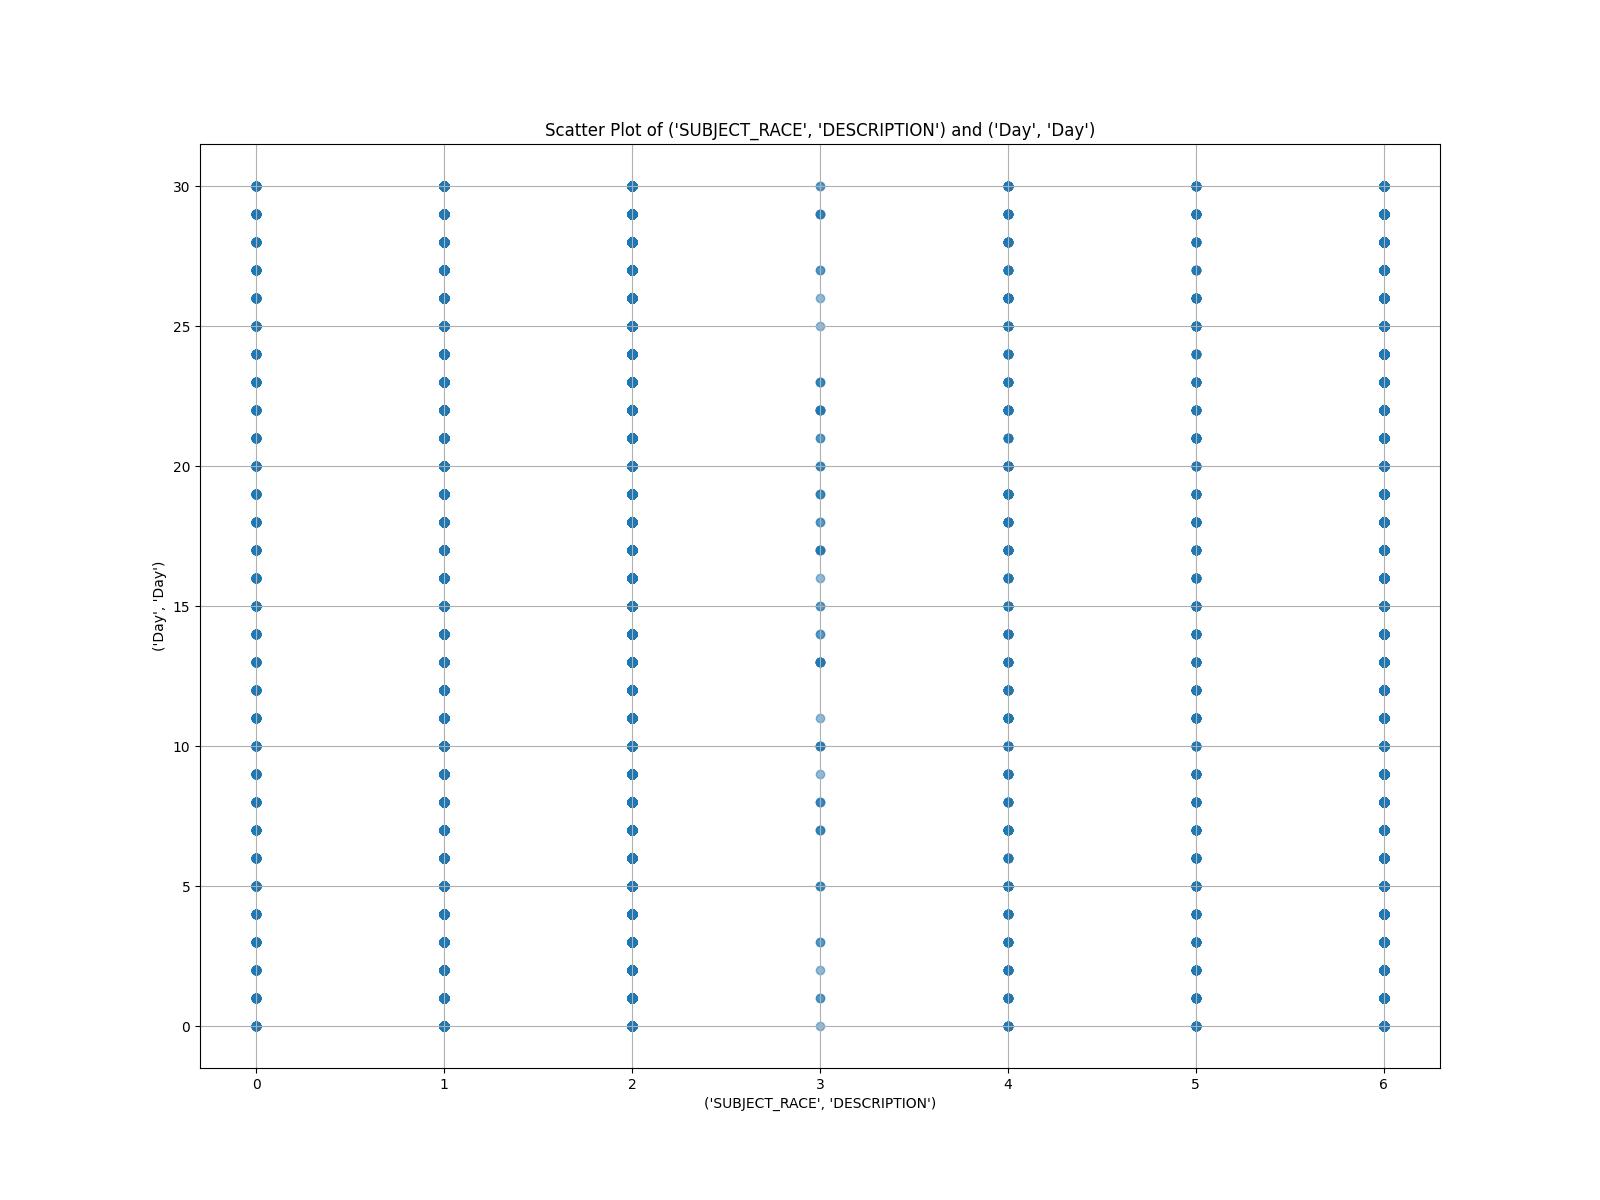 Scatter Plot of ('SUBJECT_RACE', 'DESCRIPTION') and ('Day', 'Day')
30
25
20
15
10
5
0
('Day', 'Day')
0 1 2 3 4 5 6
('SUBJECT_RACE', 'DESCRIPTION')